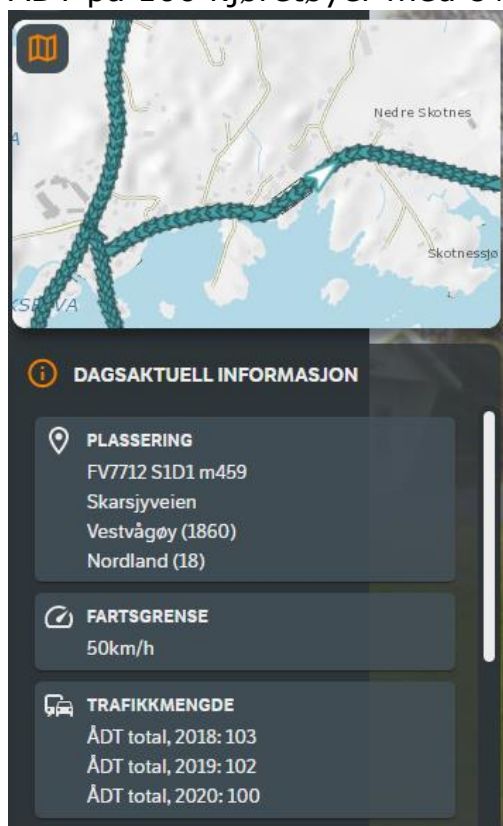 ÅDT på 100 kjøretøyer med
Nedre Skotnes
Skotnessjø
DAGSAKTUELL INFORMASJON
PLASSERING
FV7712 S1D1 m459
Skarsjyveien
Vestvågøy (1860)
Nordland (18)
FARTSGRENSE
50km/h
TRAFIKKMENGDE
ÅDT total, 2018: 103
ÅDT total, 2019: 102
ÅDT total, 2020: 100